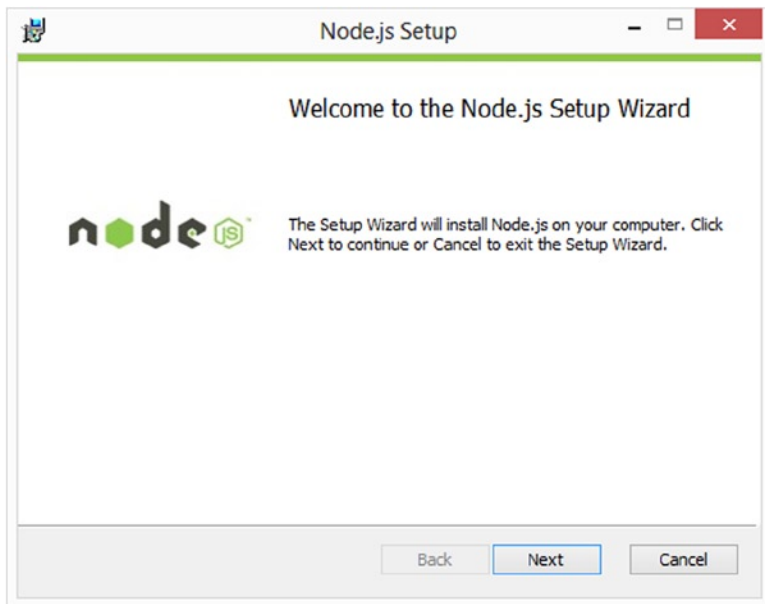 Node.js Setup
Welcome to the Node.js Setup Wizard
node JS™
The Setup Wizard will install Node.js on your computer. Click
Next to continue or Cancel to exit the Setup Wizard.
Back Next Cancel